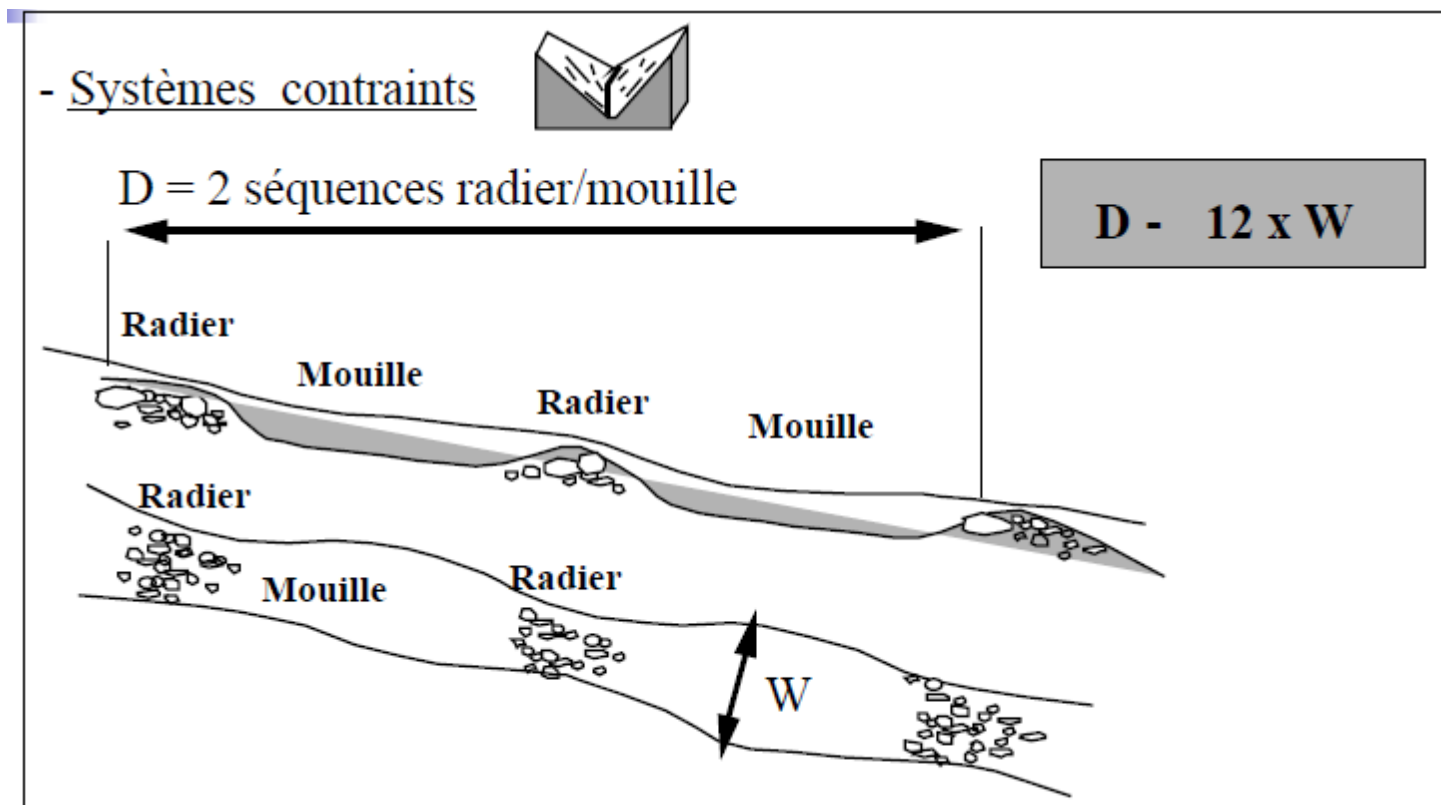 - Systèmes contraints
D = 2 séquences radier/mouille
D - 12 x W
Radier
Mouille
Radier
Mouille
Radier
Mouille
Radier
W